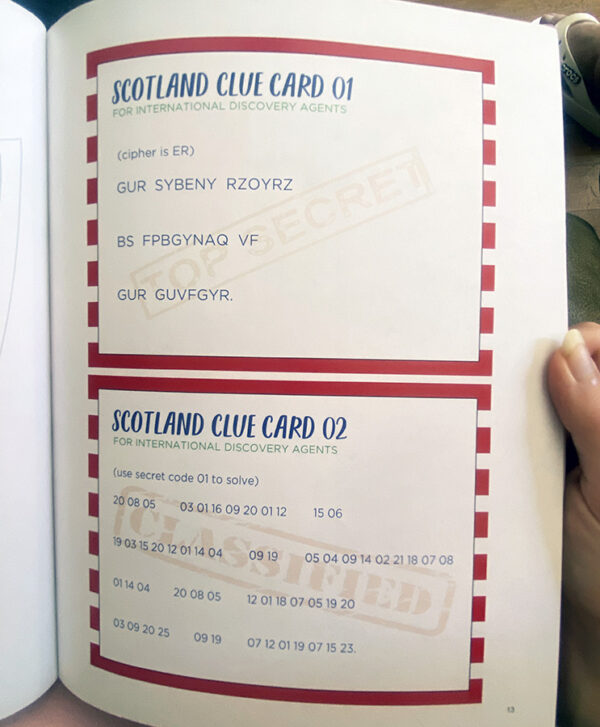 SCOTLAND CLUE CARD 01
FOR INTERNATIONAL DISCOVERY AGENTS
(cipher is ER)
GUR SYBENY RZOYRZ
BS FPBGYNAQ VF
GUR GUVFGYR.
TOP SECRET
SCOTLAND CLUE CARD 02
FOR INTERNATIONAL DISCOVERY AGENTS
(use secret code 01 to solve)
20 08 05 03 01 16 09 20 01 12 15 06
19 03 15 20 12 01 14 04 09 19 05 04 09 14 02 21 18 07 08
01 14 04 20 08 05 12 01 18 07 05 19 20
03 09 20 25 09 19 07 12 01 19 07 15 23.
CLASSIFIED
13